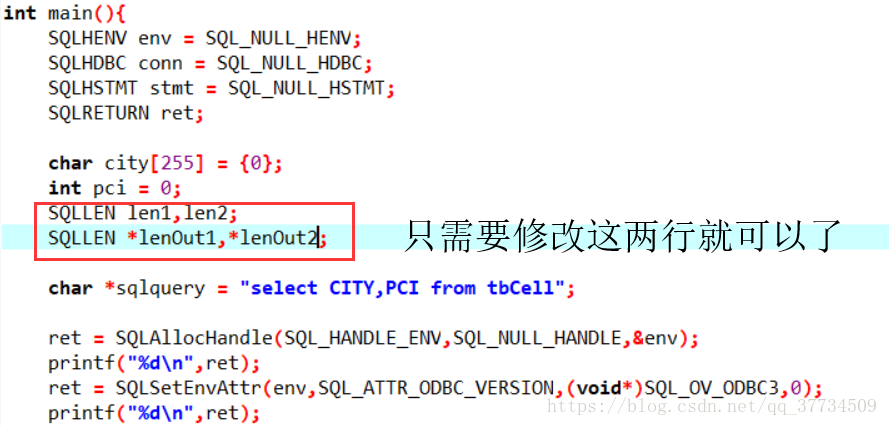 int main(){
SQLHENV env = SQL_NULL_HENV;
SQLHDBC conn = SQL_NULL_HDBC;
SQLHSTMT stmt = SQL_NULL_HSTMT;
SQLRETURN ret;
char city[255] = {0};
int pci = 0;
SQLLEN len1,len2;
SQLLEN *lenOut1,*lenOut2; 只需要修改这两行就可以了
char *sqlquery = "select CITY,PCI from tbCell";
ret = SQLAllocHandle(SQL_HANDLE_ENV,SQL_NULL_HANDLE,&env);
printf("%d\n",ret);
ret = SQLSetEnvAttr(env,SQL_ATTR_ODBC_VERSION,(void*)SQL_OV_ODBC3,0);
printf("%d\n",ret);
https://blog.csdn.net/qq_37734509